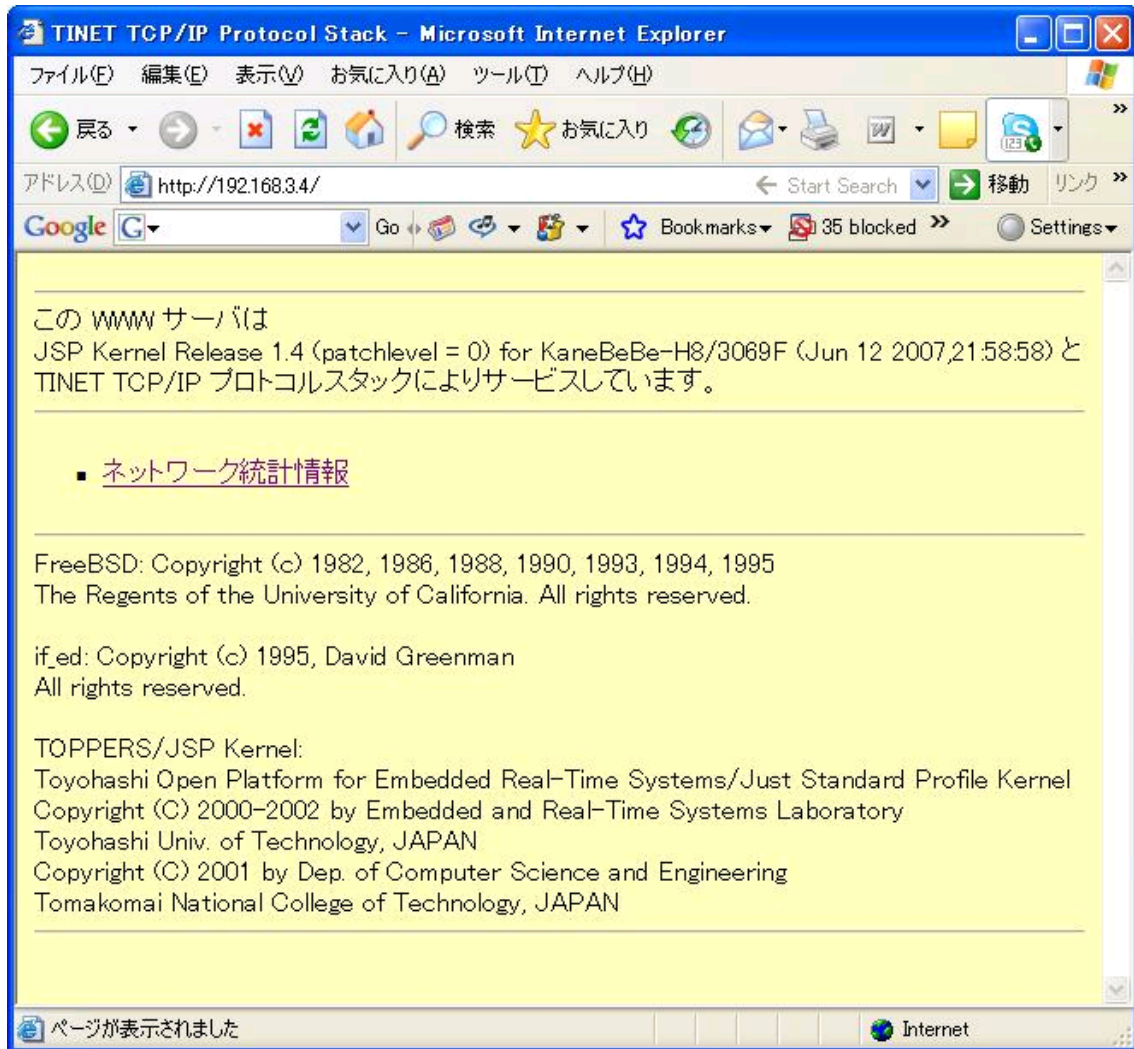 TINET TCP/IP Protocol Stack - Microsoft Internet Explorer
ファイル(F) 編集(E) 表示(V) お気に入り(A) ツール(T) ヘルプ(H)
戻る 検索 お気に入り W 123 »
アドレス(D) http://192.168.3.4/ ← Start Search 移動 リンク »
Google G Go Bookmarks 35 blocked » Settings
この WWW サーバは
JSP Kernel Release 1.4 (patchlevel = 0) for KaneBeBe-H8/3069F (Jun 12 2007,21:58:58) と
TINET TCP/IP プロトコルスタックによりサービスしています。
▪ ネットワーク統計情報
FreeBSD: Copyright (c) 1982, 1986, 1988, 1990, 1993, 1994, 1995
The Regents of the University of California. All rights reserved.
if_ed: Copyright (c) 1995, David Greenman
All rights reserved.
TOPPERS/JSP Kernel:
Toyohashi Open Platform for Embedded Real-Time Systems/Just Standard Profile Kernel
Copyright (C) 2000-2002 by Embedded and Real-Time Systems Laboratory
Toyohashi Univ. of Technology, JAPAN
Copyright (C) 2001 by Dep. of Computer Science and Engineering
Tomakomai National College of Technology, JAPAN
ページが表示されました Internet